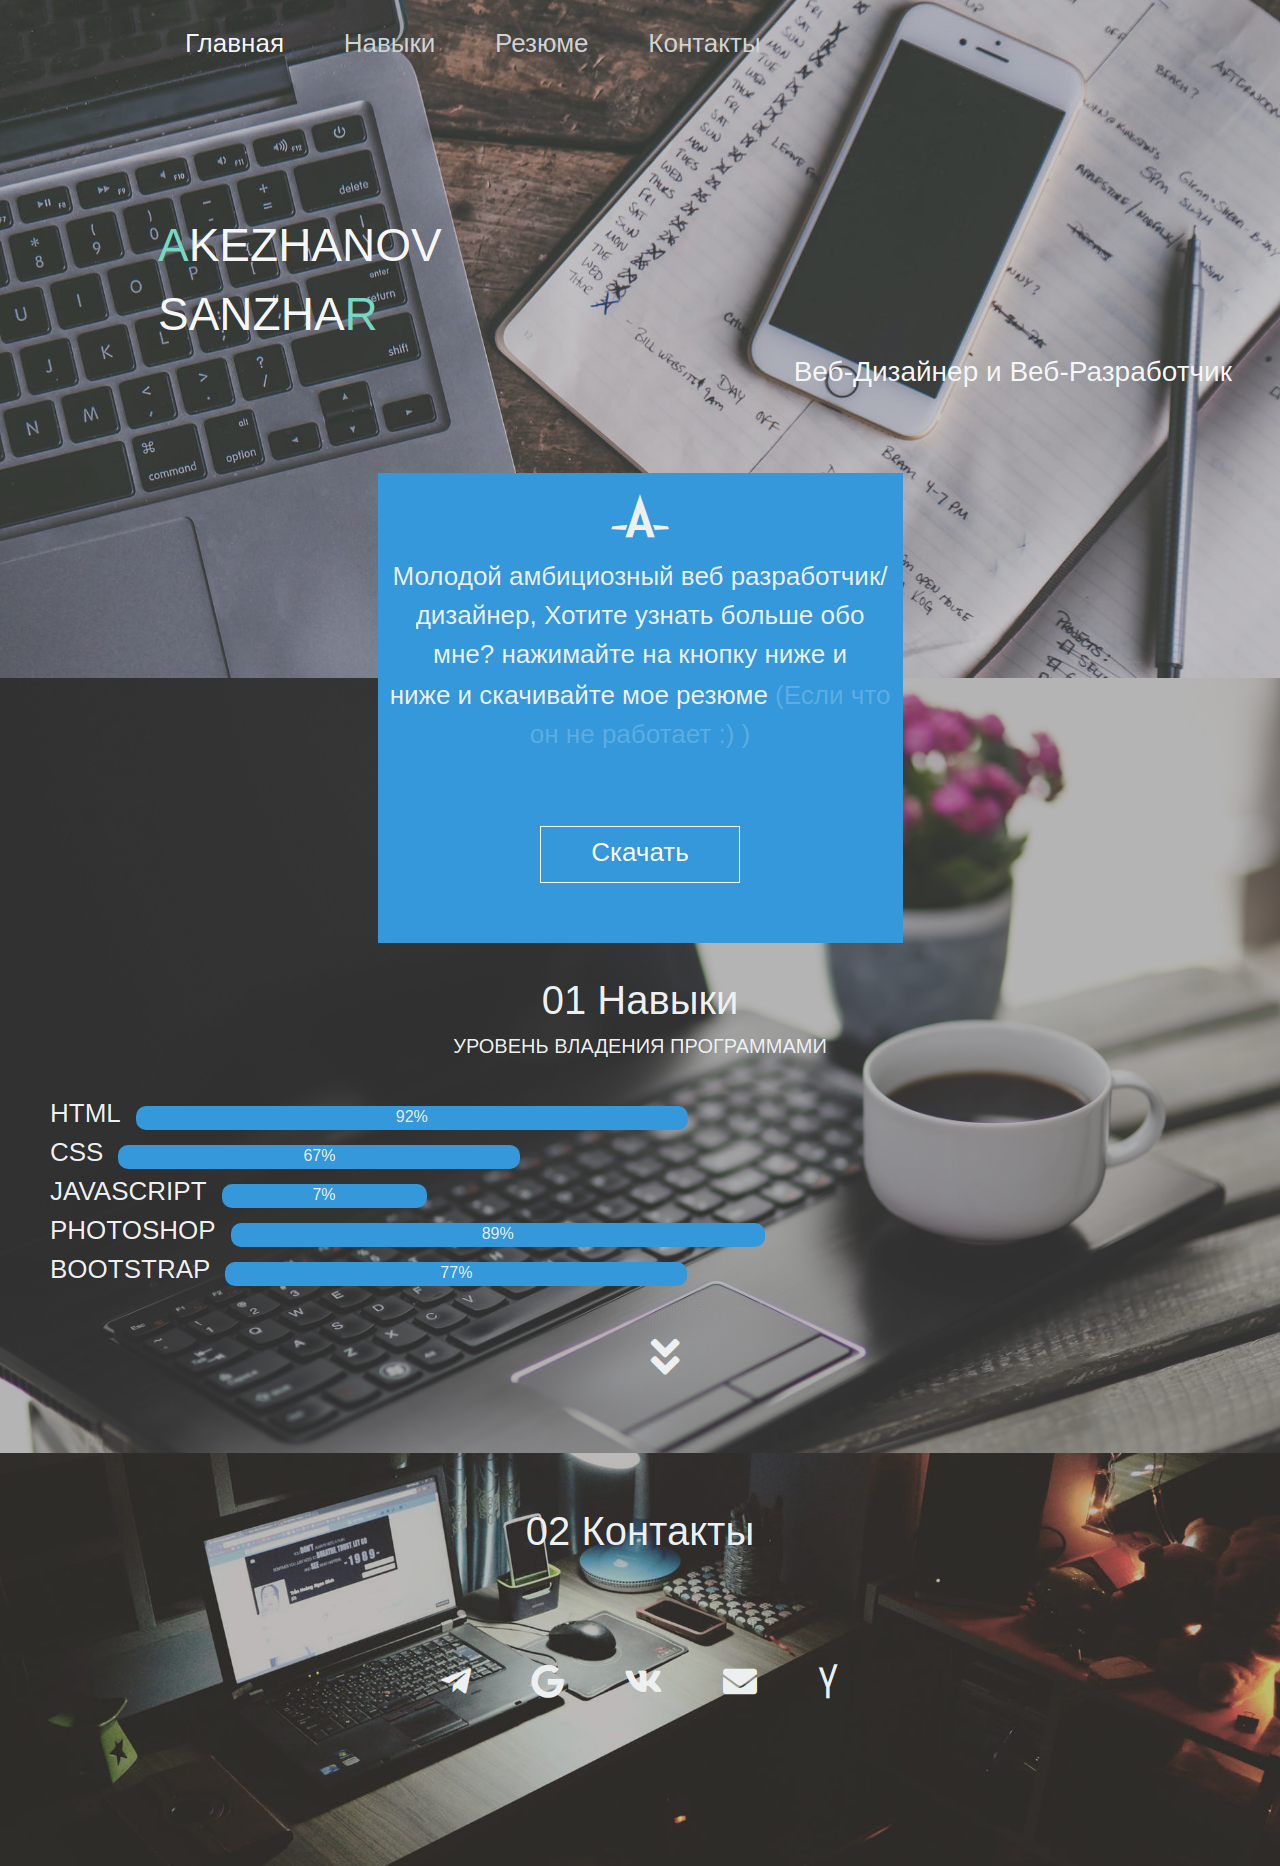 Главная Навыки Резюме Контакты
AKEZHANOV
SANZHAR
Веб-Дизайнер и Веб-Разработчик
Молодой амбициозный веб разработчик/
дизайнер, Хотите узнать больше обо
мне? нажимайте на кнопку ниже и
ниже и скачивайте мое резюме (Если что
он не работает :) )
Скачать
01 Навыки
УРОВЕНЬ ВЛАДЕНИЯ ПРОГРАММАМИ
HTML 92%
CSS 67%
JAVASCRIPT 7%
PHOTOSHOP 89%
BOOTSTRAP 77%
02 Контакты